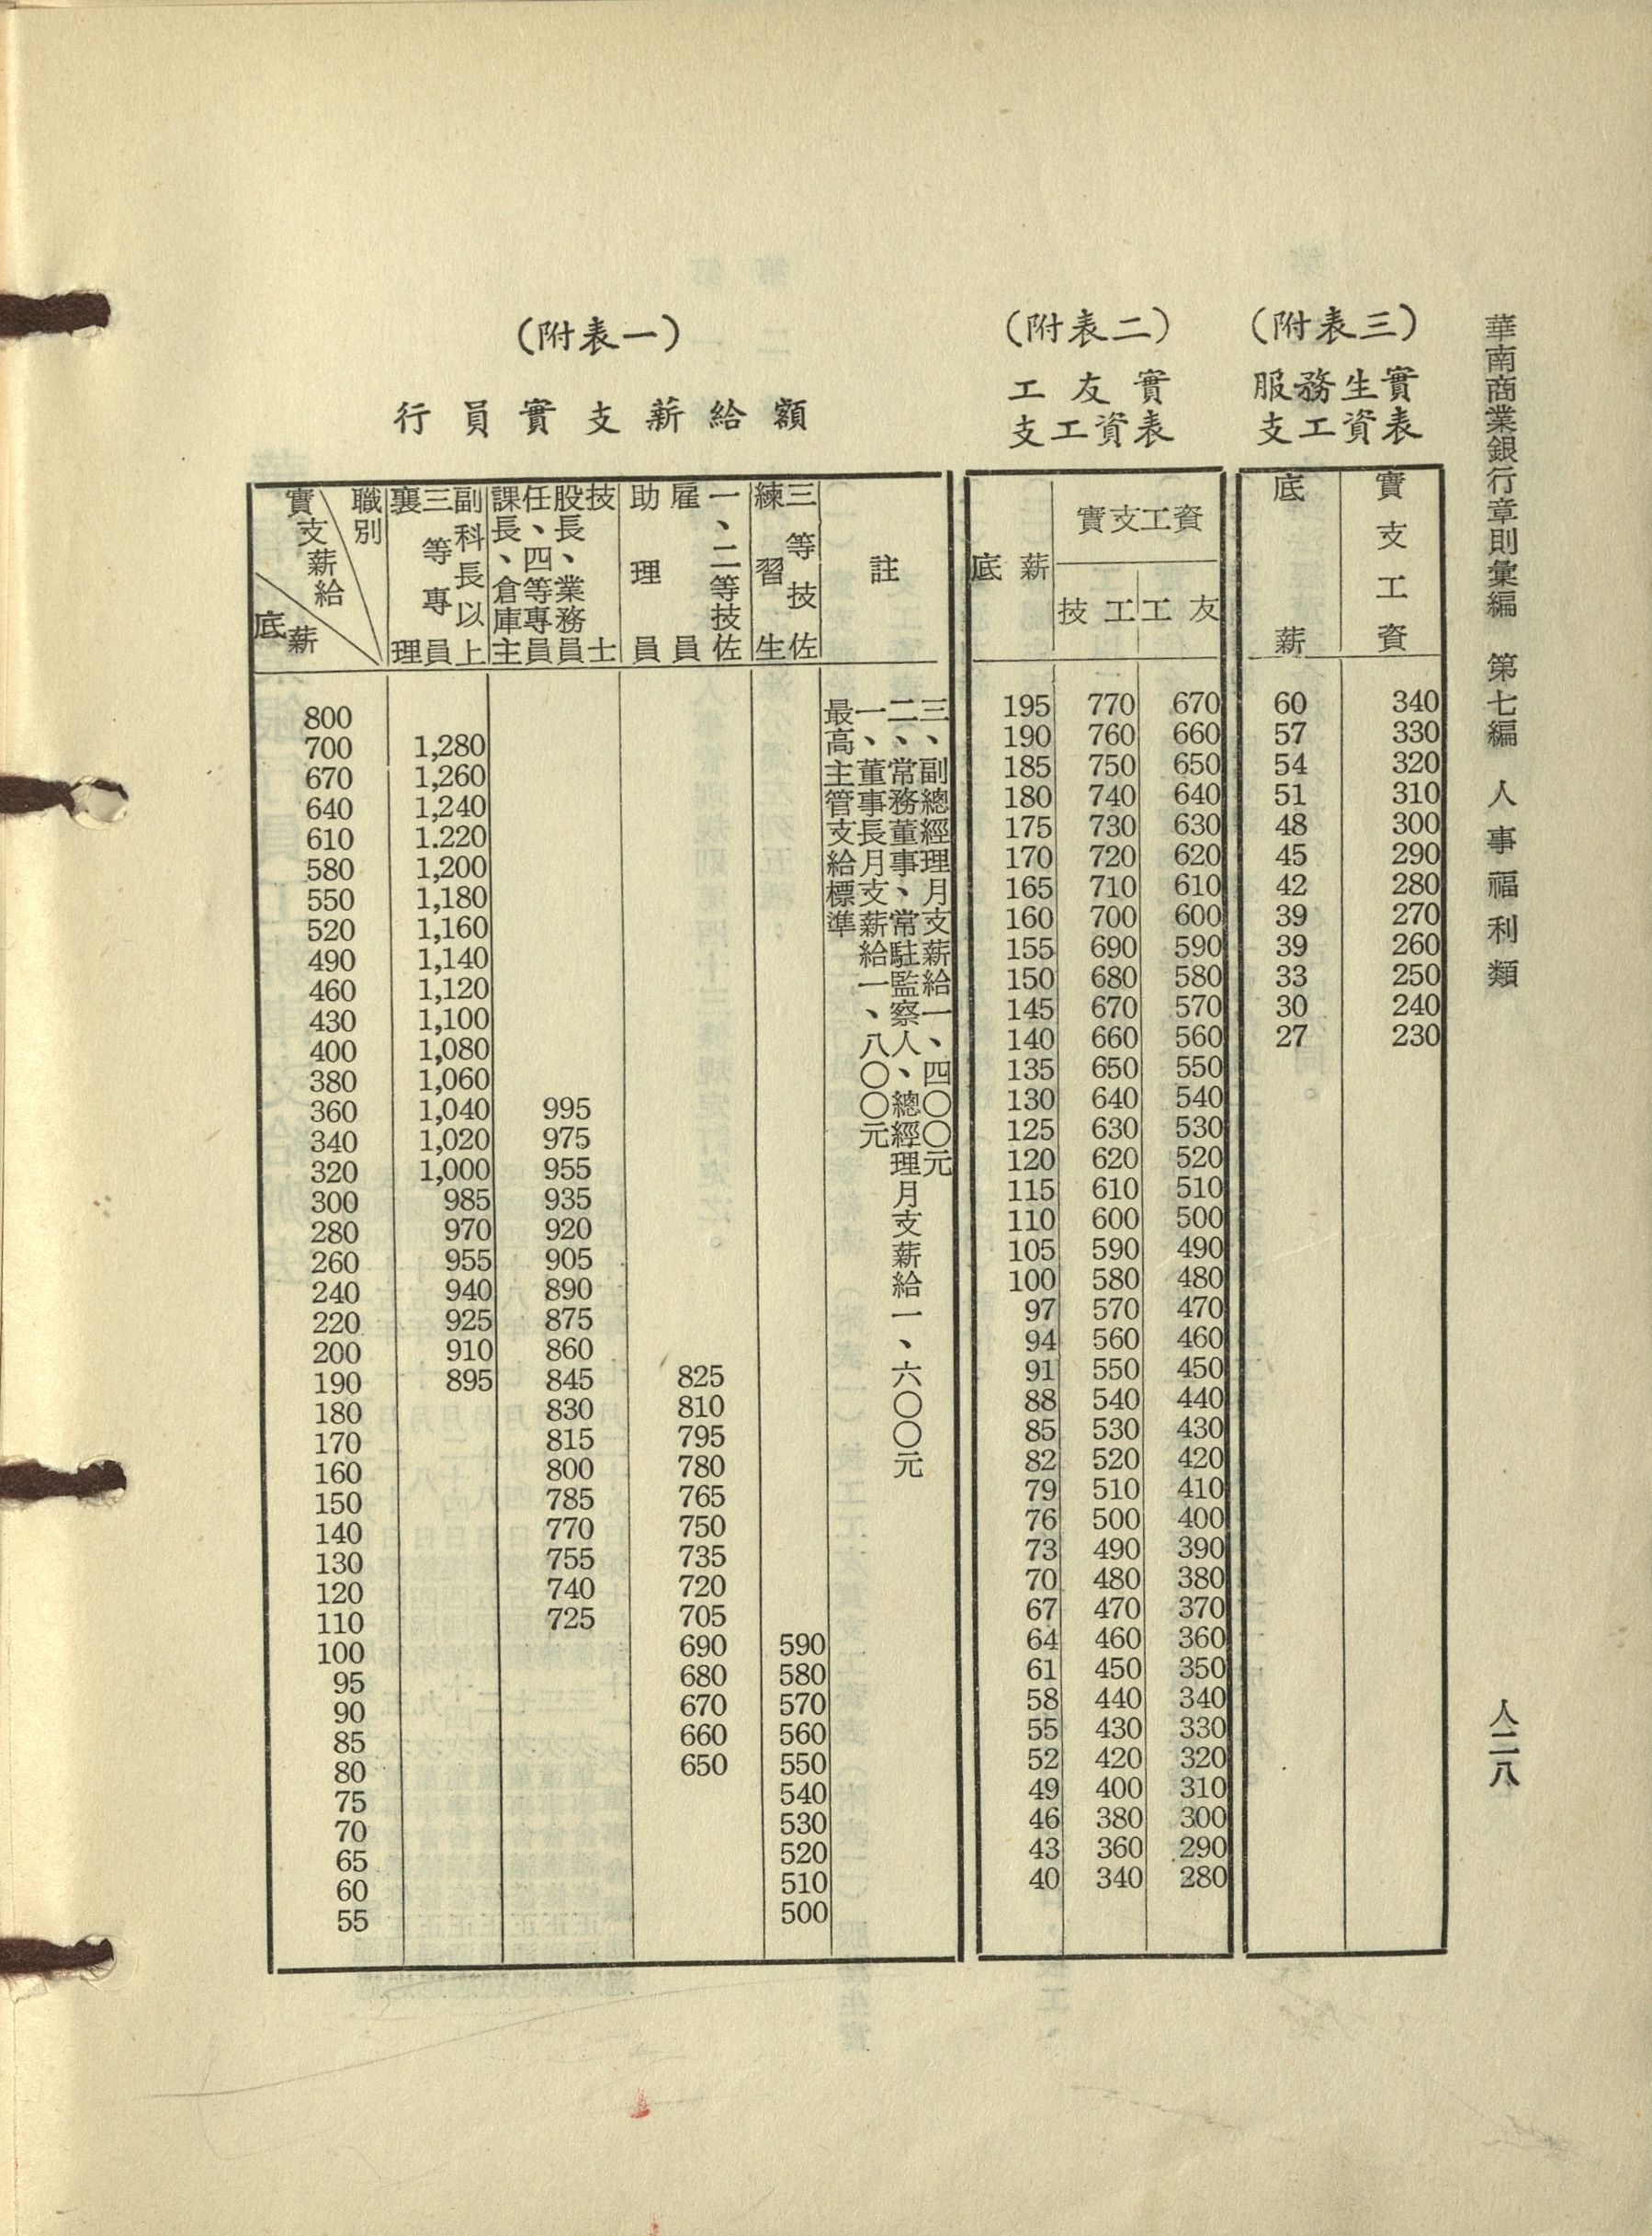 華南商業銀行章則彙編 第七編 人事福利類
人二八
(附表一)
行員實支薪給額
職別
實支薪給
底薪
襄理
三等專員
副科長以上
課長、倉庫主
任、四等專員
股長、業務員
技士
助理員
雇員
一、二等技佐
練習生
三等技佐
註
800
700 1,280
670 1,260
640 1,240
610 1.220
580 1,200
550 1,180
520 1,160
490 1,140
460 1,120
430 1,100
400 1,080
380 1,060
360 1,040 995
340 1,020 975
320 1,000 955
300 985 935
280 970 920
260 955 905
240 940 890
220 925 875
200 910 860
190 895 845 825
180 830 810
170 815 795
160 800 780
150 785 765
140 770 750
130 755 735
120 740 720
110 725 705
100 690 590
95 680 580
90 670 570
85 660 560
80 650 550
75 540
70 530
65 520
60 510
55 500
最高主管支給標準
一、董事長月支薪給一、八〇〇元
二、常務董事、常駐監察人、總經理月支薪給一、六〇〇元
三、副總經理月支薪給一、四〇〇元
(附表二)
工友實
支工資表
底薪
實支工資
技工 工友
195 770 670
190 760 660
185 750 650
180 740 640
175 730 630
170 720 620
165 710 610
160 700 600
155 690 590
150 680 580
145 670 570
140 660 560
135 650 550
130 640 540
125 630 530
120 620 520
115 610 510
110 600 500
105 590 490
100 580 480
97 570 470
94 560 460
91 550 450
88 540 440
85 530 430
82 520 420
79 510 410
76 500 400
73 490 390
70 480 380
67 470 370
64 460 360
61 450 350
58 440 340
55 430 330
52 420 320
49 400 310
46 380 300
43 360 290
40 340 280
(附表三)
服務生實
支工資表
底薪 實支工資
60 340
57 330
54 320
51 310
48 300
45 290
42 280
39 270
39 260
33 250
30 240
27 230